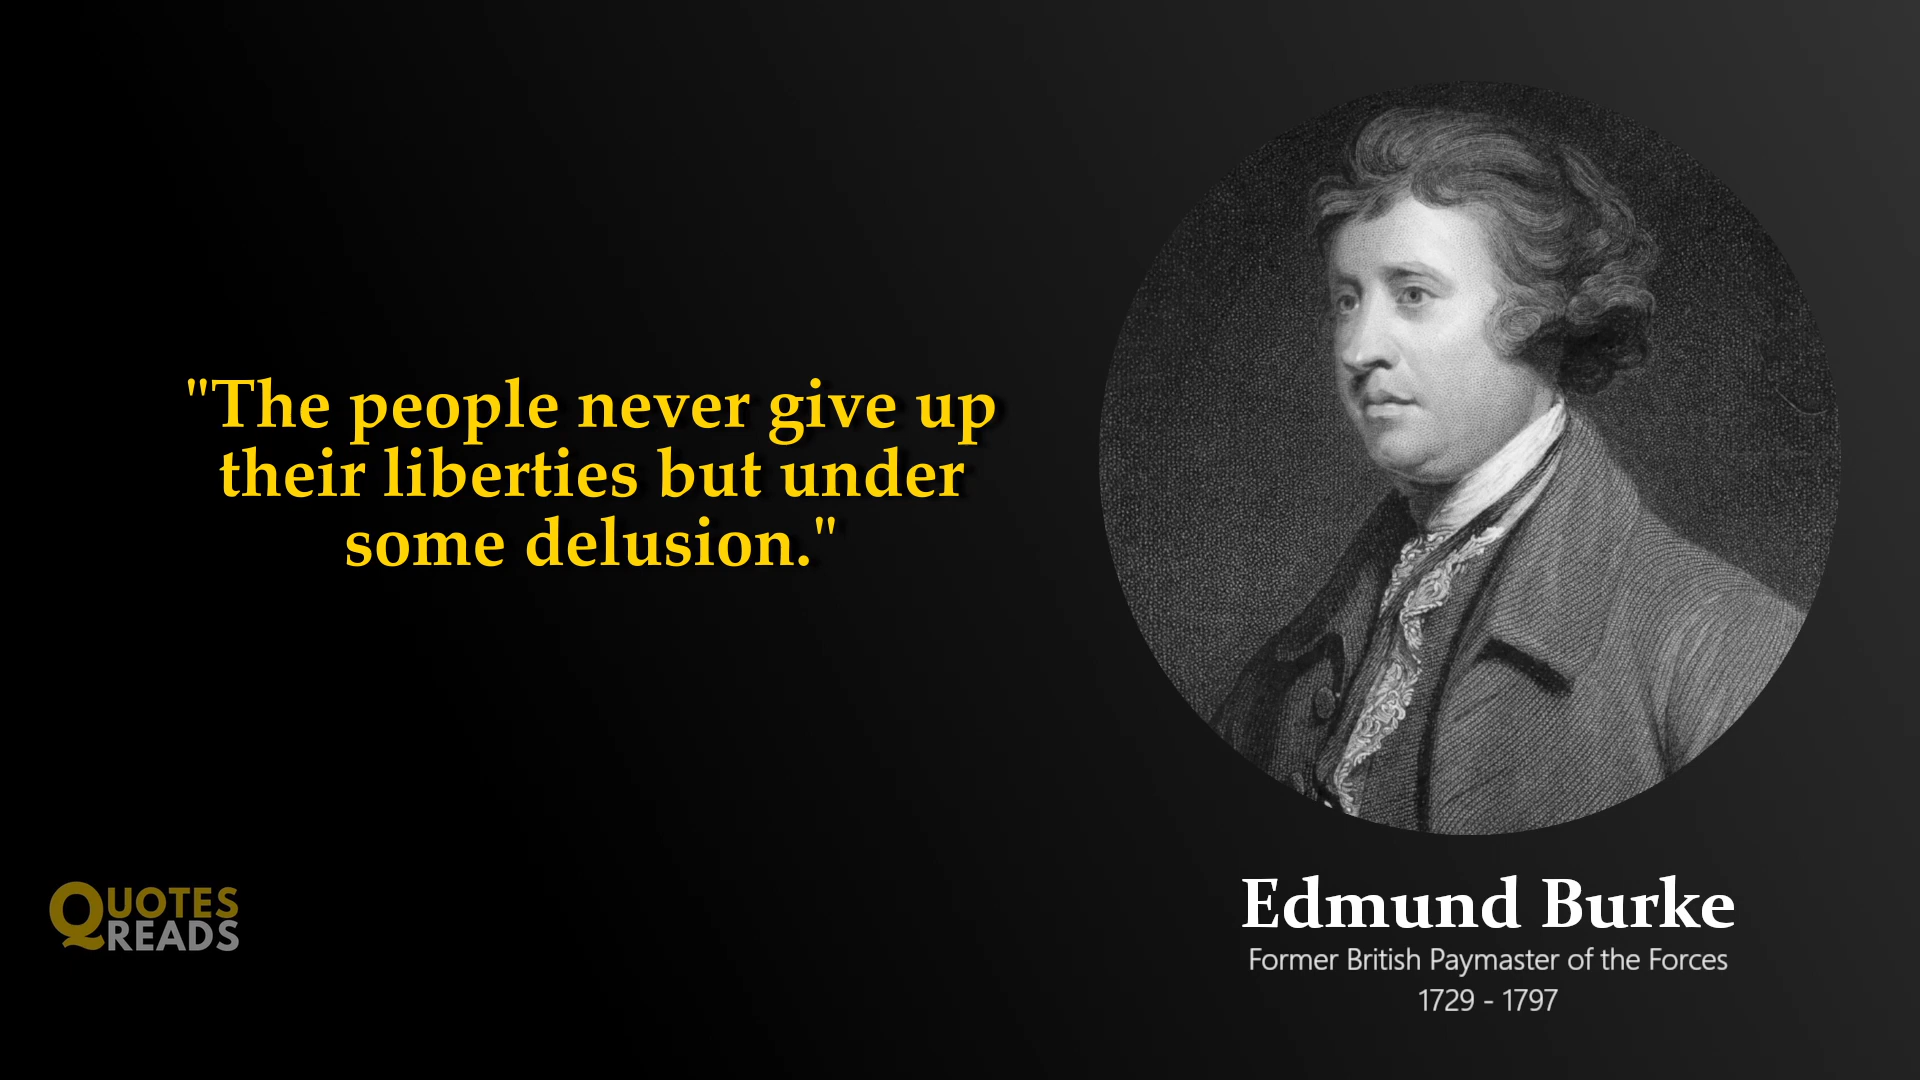 "The people never give up
their liberties but under
some delusion."
QUOTES
READS
Edmund Burke
Former British Paymaster of the Forces
1729 - 1797